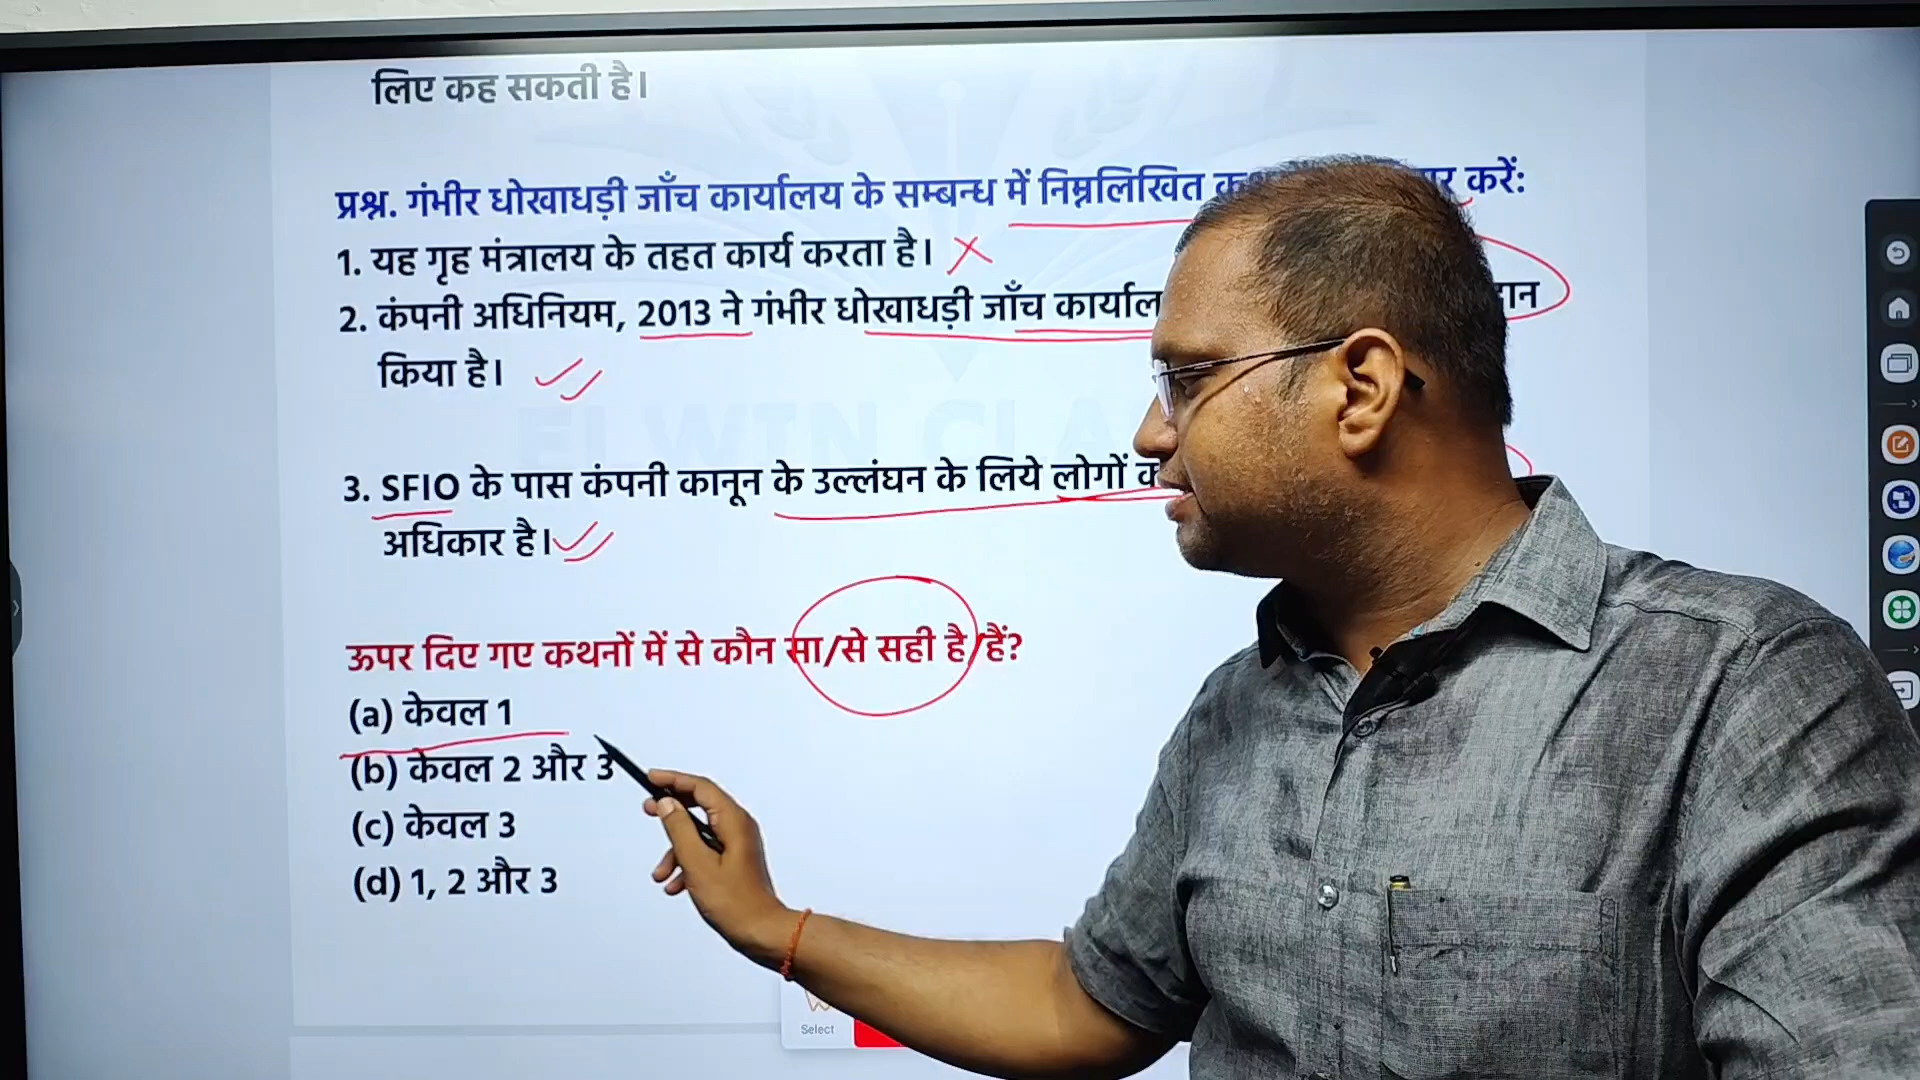 लिए कह सकती है।
प्रश्न. गंभीर धोखाधड़ी जाँच कार्यालय के सम्बन्ध में निम्नलिखित करें:
1. यह गृह मंत्रालय के तहत कार्य करता है।
2. कंपनी अधिनियम, 2013 ने गंभीर धोखाधड़ी जाँच
किया है।
3. SFIO के पास कंपनी कानून के उल्लंघन के लिये लोगों
अधिकार है।
ऊपर दिए गए कथनों में से कौन सा/से सही है/हैं?
(a) केवल 1
(b) केवल 2 और 3
(c) केवल 3
(d) 1, 2 और 3
Select